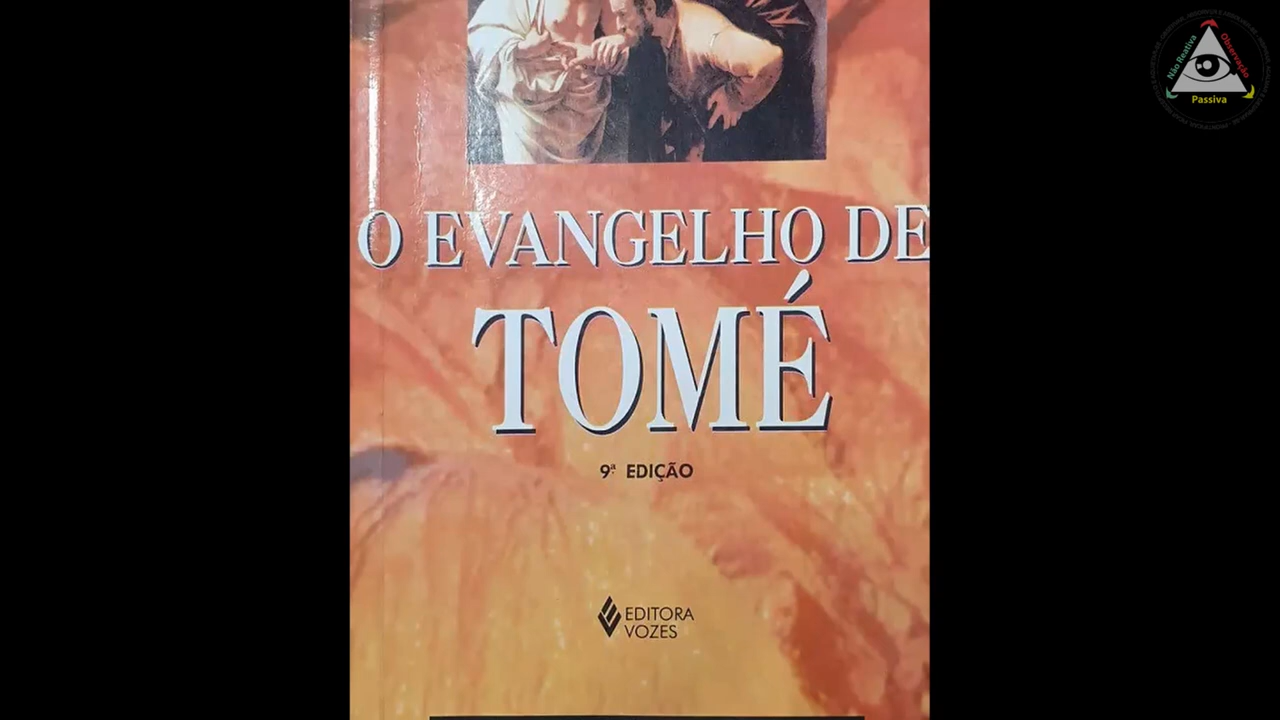 O EVANGELHO DE
TOMÉ
9ª EDIÇÃO
EDITORA
VOZES
Não Reativa
Observação
Passiva